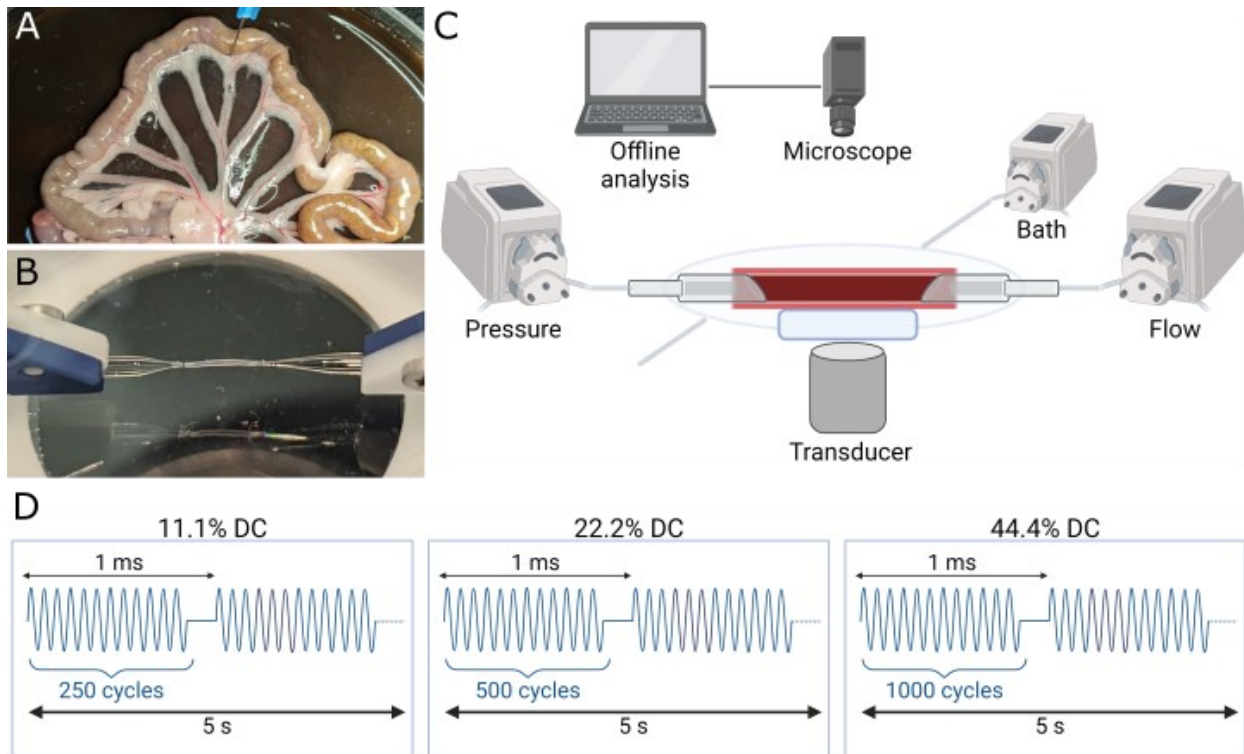 A
B
C
Offline
analysis
Microscope
Bath
Pressure
Flow
Transducer
D
11.1% DC
22.2% DC
44.4% DC
1 ms
1 ms
1 ms
250 cycles
500 cycles
1000 cycles
5 s
5 s
5 s